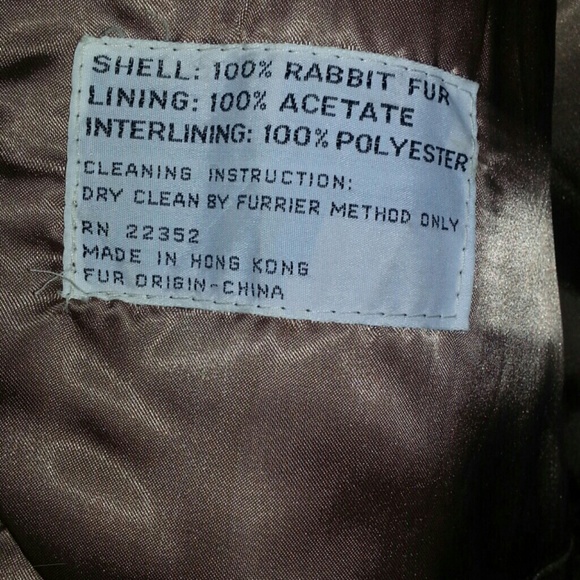 SHELL: 100% RABBIT FUR
LINING: 100% ACETATE
INTERLINING: 100% POLYESTER
CLEANING INSTRUCTION:
DRY CLEAN BY FURRIER METHOD ONLY
RN 22352
MADE IN HONG KONG
FUR ORIGIN-CHINA